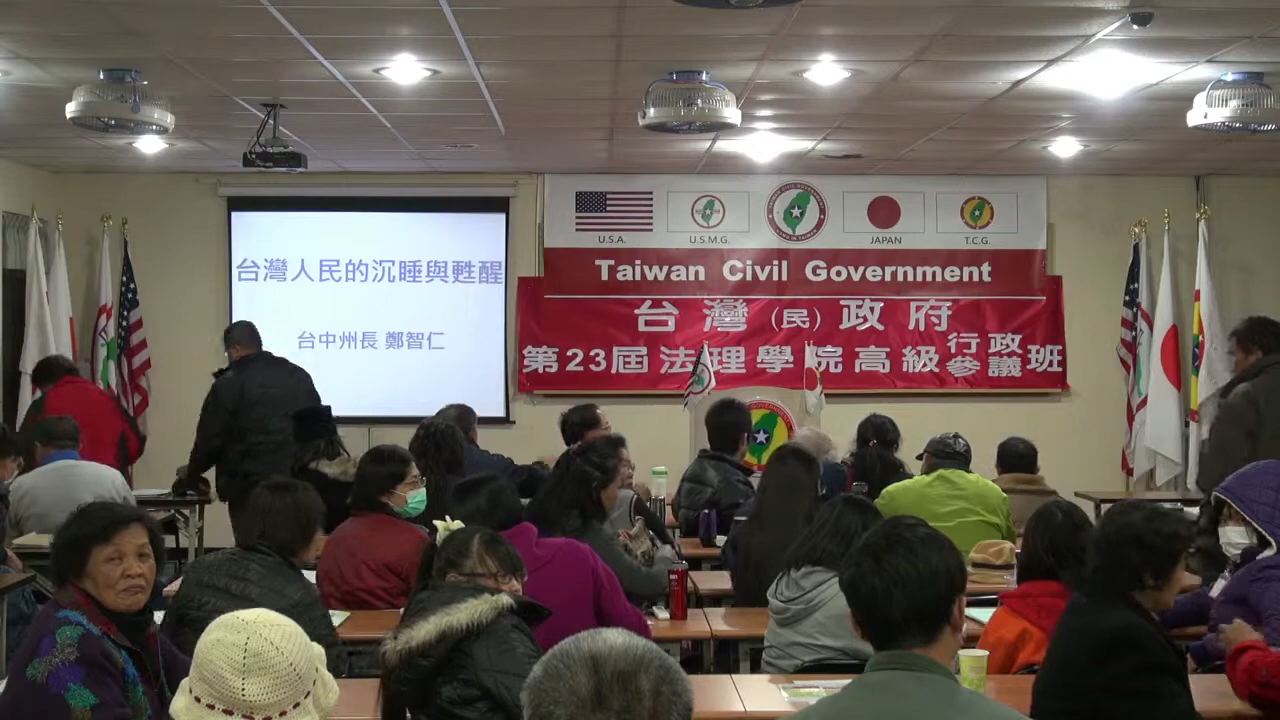 台灣人民的沉睡與甦醒
台中州長 鄭智仁
U.S.A.
U.S.M.G.
JAPAN
T.C.G.
Taiwan Civil Government
台灣(民)政府
第23屆法理學院高級行政參議班